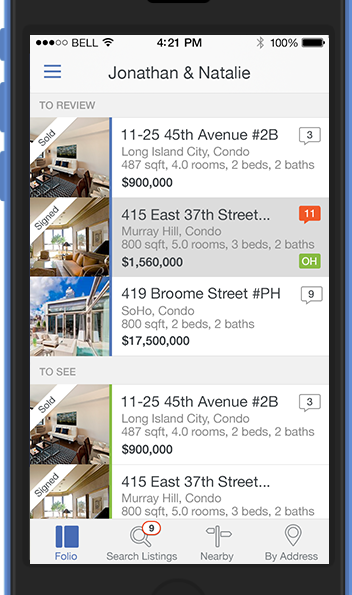 BELL 4:21 PM 100%
Jonathan & Natalie
TO REVIEW
Sold
11-25 45th Avenue #2B 3
Long Island City, Condo
487 sqft, 4.0 rooms, 2 beds, 2 baths
$900,000
Signed
415 East 37th Street... 11
Murray Hill, Condo
800 sqft, 5.0 rooms, 3 beds, 2 baths
$1,560,000 OH
419 Broome Street #PH 9
SoHo, Condo
800 sqft, 2 beds, 2 baths
$17,500,000
TO SEE
Sold
11-25 45th Avenue #2B 3
Long Island City, Condo
487 sqft, 4.0 rooms, 2 beds, 2 baths
$900,000
Signed
415 East 37th Street...
Murray Hill, Condo
800 sqft, 5.0 rooms, 3 beds, 2 baths
9
Folio Search Listings Nearby By Address